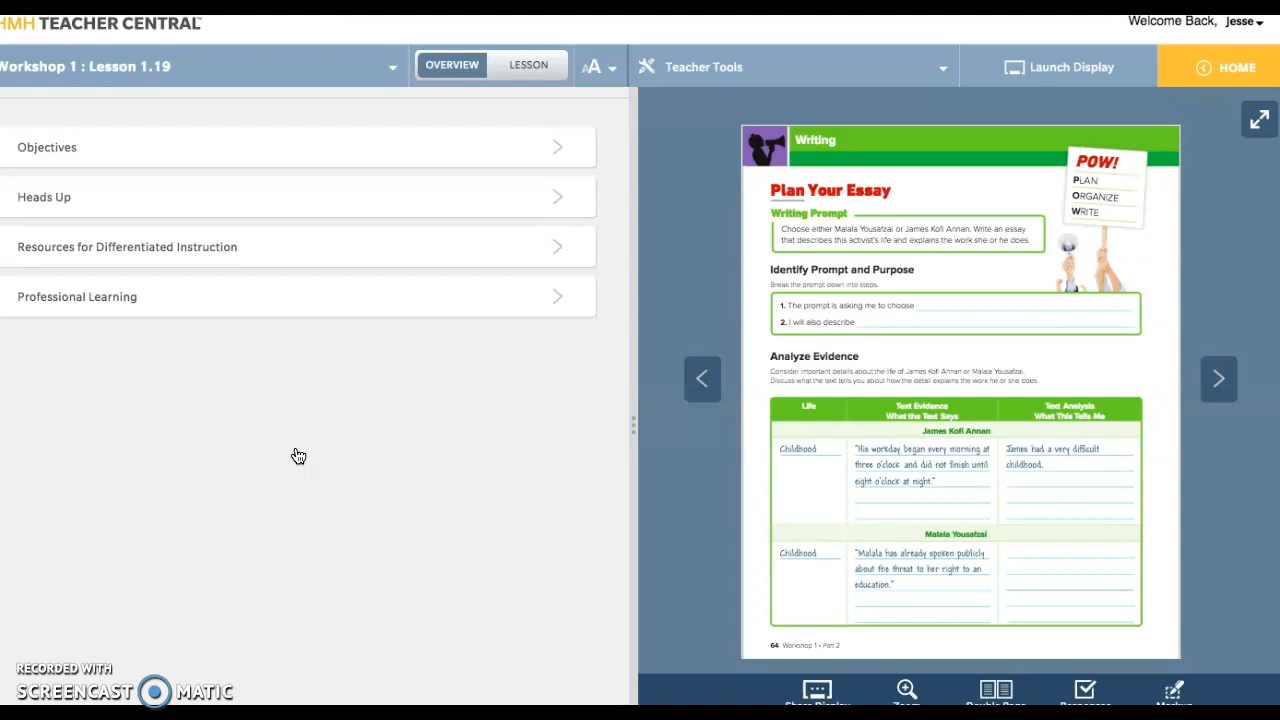 HMH TEACHER CENTRAL™
Welcome Back, Jesse
Workshop 1 : Lesson 1.19
OVERVIEW
LESSON
AA
Teacher Tools
Launch Display
HOME
Objectives
Heads Up
Resources for Differentiated Instruction
Professional Learning
Writing
POW!
PLAN
ORGANIZE
WRITE
Plan Your Essay
Writing Prompt
Choose either Malala Yousafzai or James Kofi Annan. Write an essay
that describes this activist's life and explains the work she or he does.
Identify Prompt and Purpose
Break the prompt down into steps.
1. The prompt is asking me to choose
2. I will also describe
Analyze Evidence
Consider important details about the life of James Kofi Annan or Malala Yousafzai.
Discuss what the text tells you about how the detail explains the work he or she does.
Life
Text Evidence
What the Text Says
Text Analysis
What This Tells Me
James Kofi Annan
Childhood
"His workday began every morning at
three o'clock and did not finish until
eight o'clock at night."
James had a very difficult
childhood.
Malala Yousafzai
Childhood
"Malala has already spoken publicly
about the threat to her right to an
education."
64 Workshop 1 • Part 2
RECORDED WITH
SCREENCAST MATIC
Share Display
Zoom
Double Page
Responses
Markup